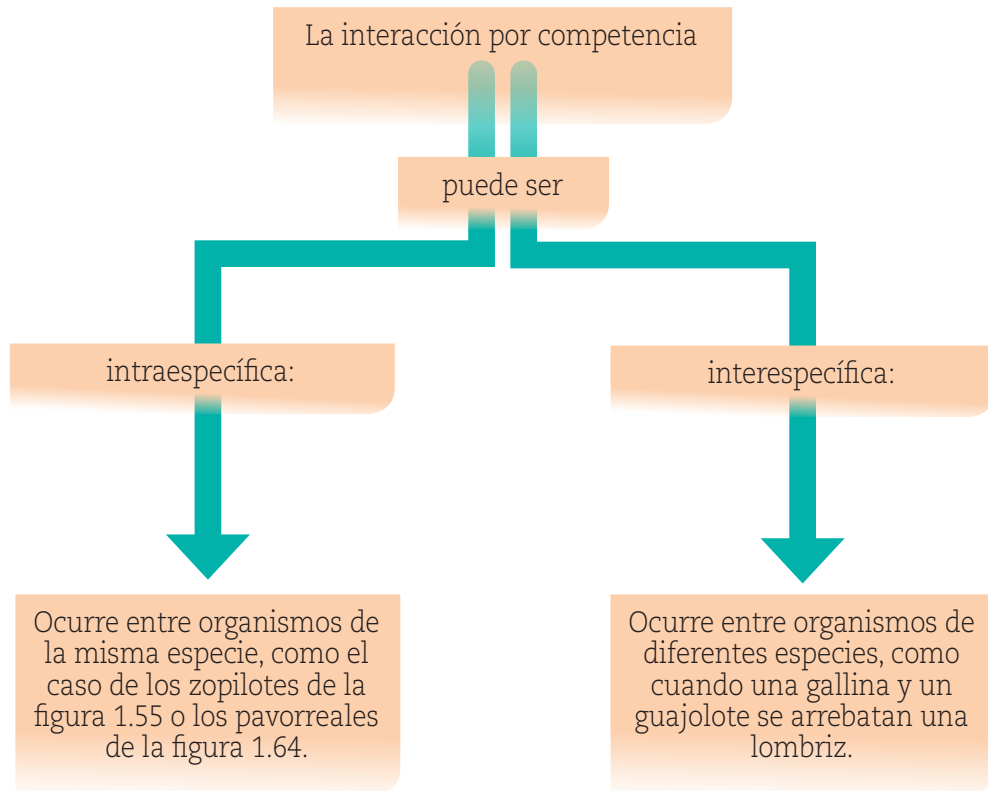 La interacción por competencia
puede ser
intraespecífica:
interespecífica:
Ocurre entre organismos de
la misma especie, como el
caso de los zopilotes de la
figura 1.55 o los pavorreales
de la figura 1.64.
Ocurre entre organismos de
diferentes especies, como
cuando una gallina y un
guajolote se arrebatan una
lombriz.